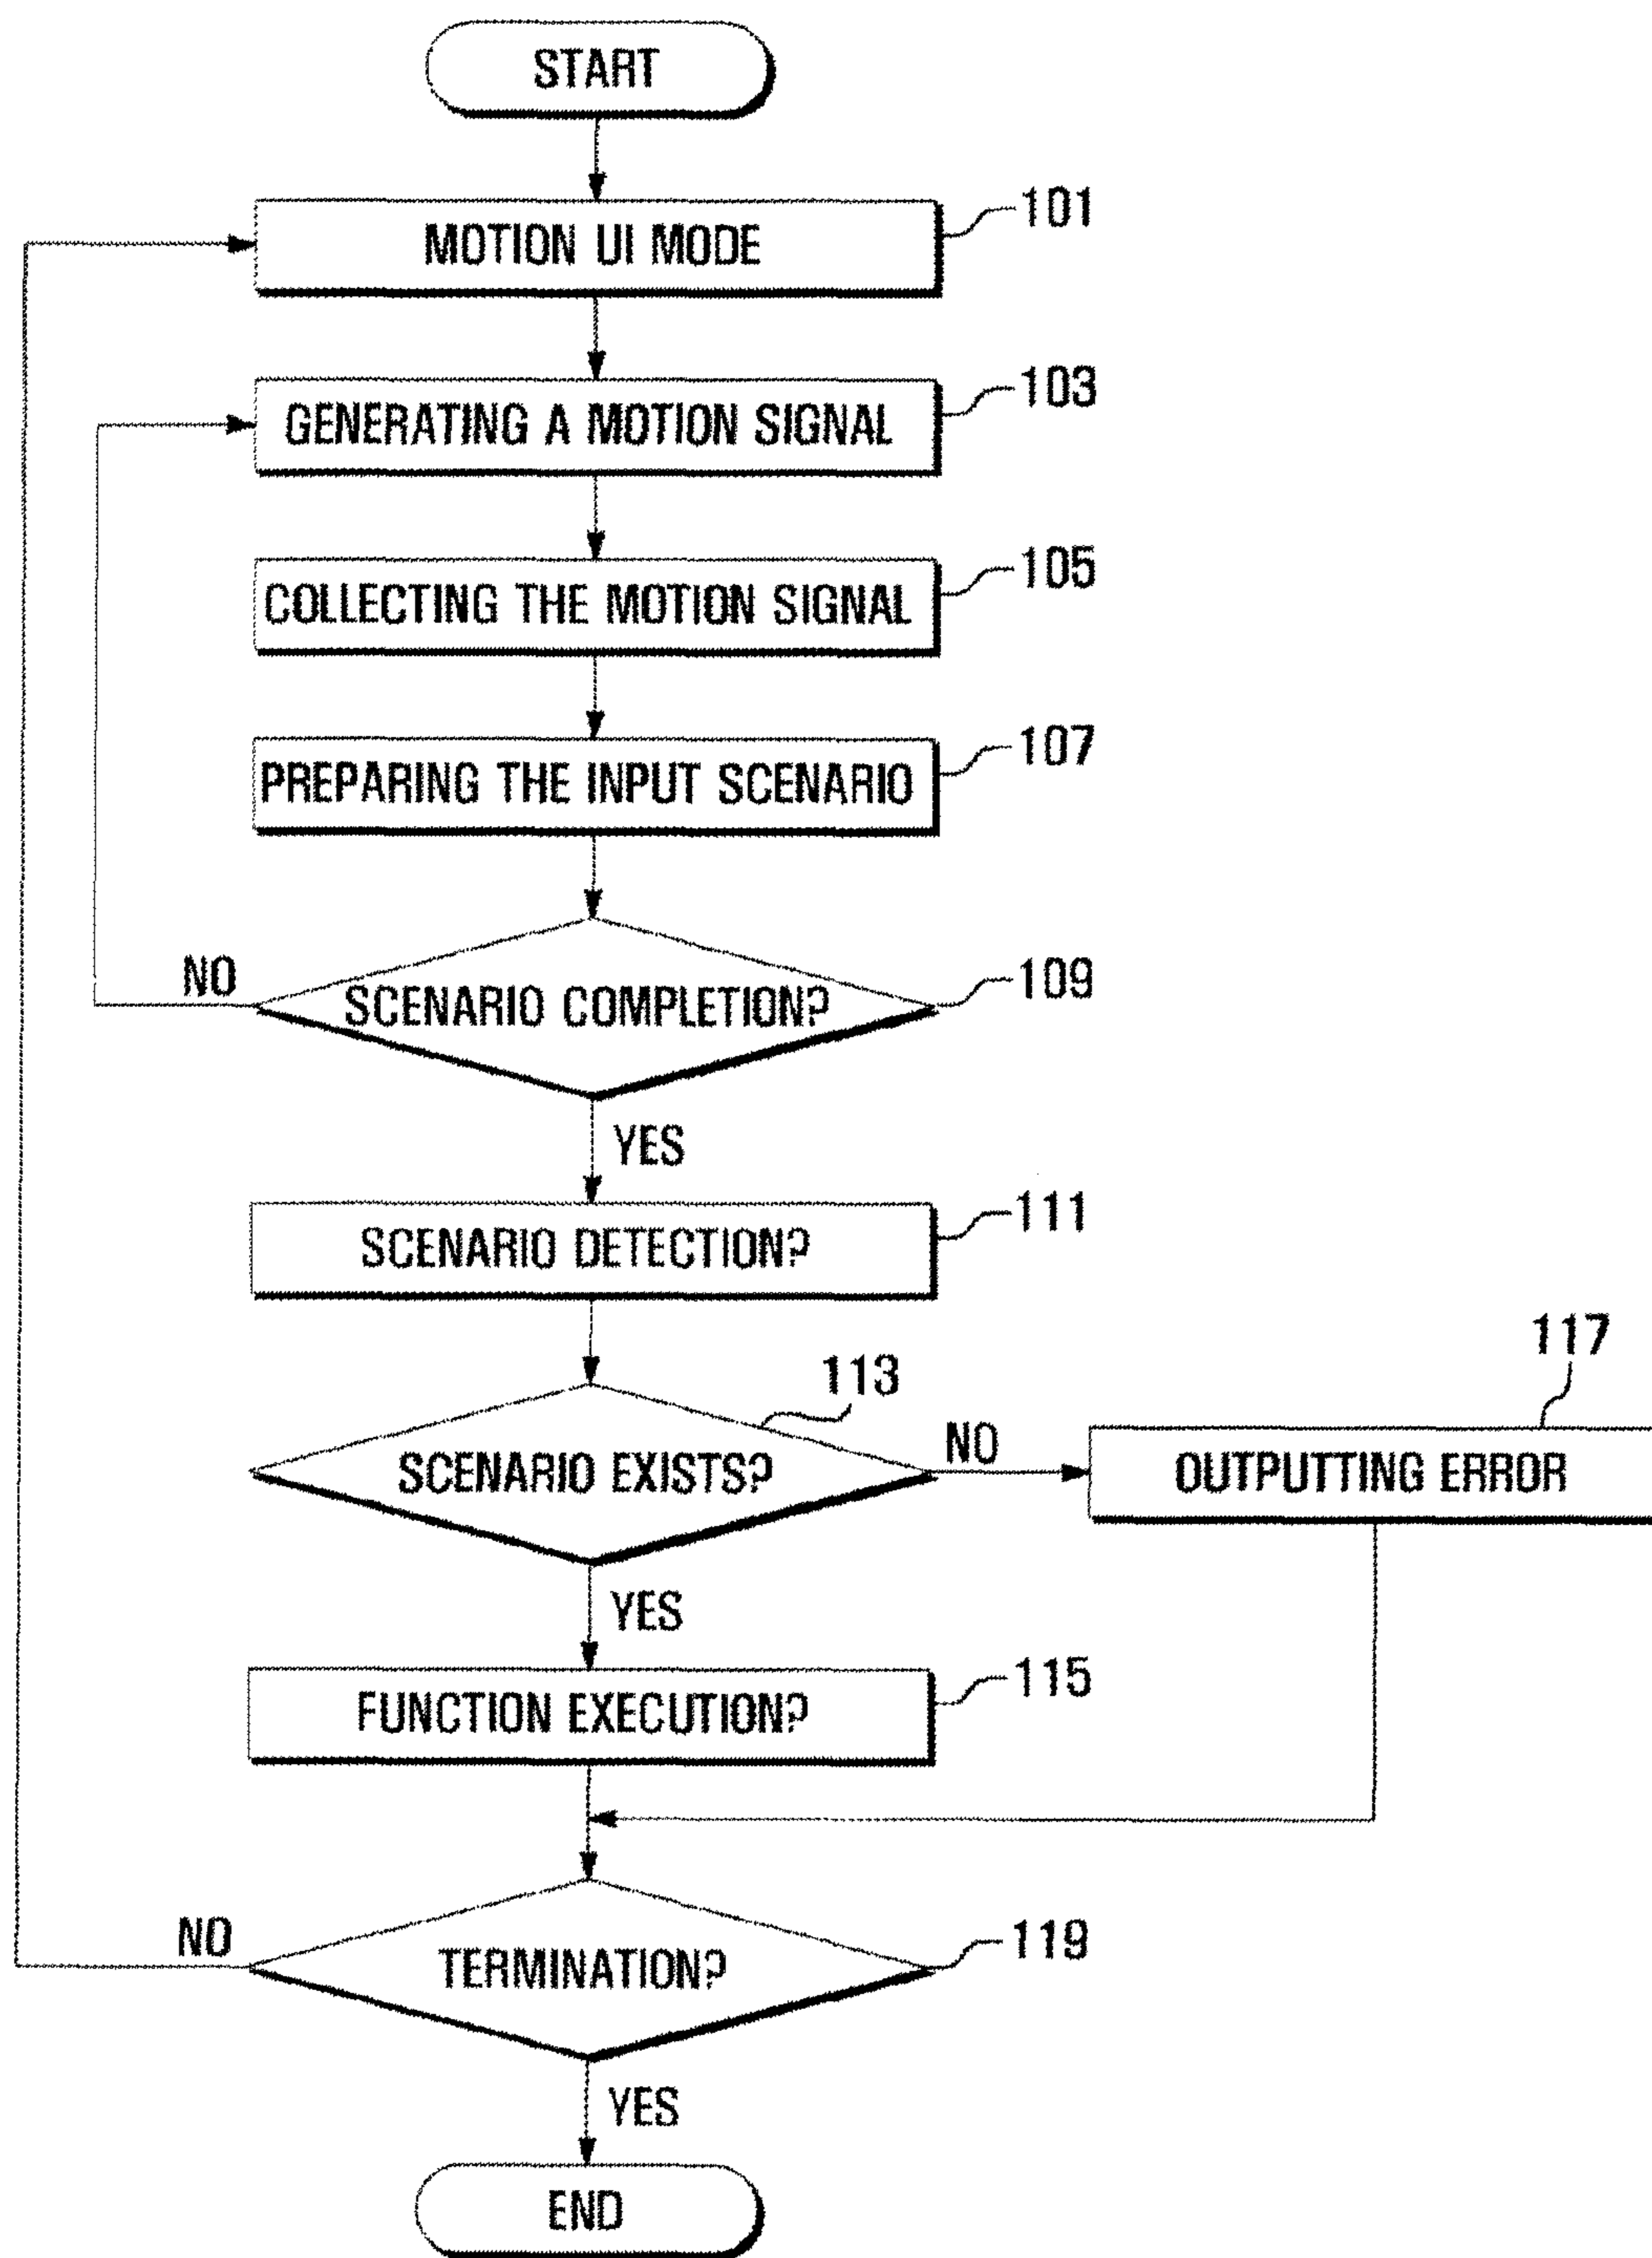 START
MOTION UI MODE
101
GENERATING A MOTION SIGNAL
103
COLLECTING THE MOTION SIGNAL
105
PREPARING THE INPUT SCENARIO
107
NO
SCENARIO COMPLETION?
109
YES
SCENARIO DETECTION?
111
113
117
SCENARIO EXISTS?
NO
OUTPUTTING ERROR
YES
FUNCTION EXECUTION?
115
NO
TERMINATION?
119
YES
END